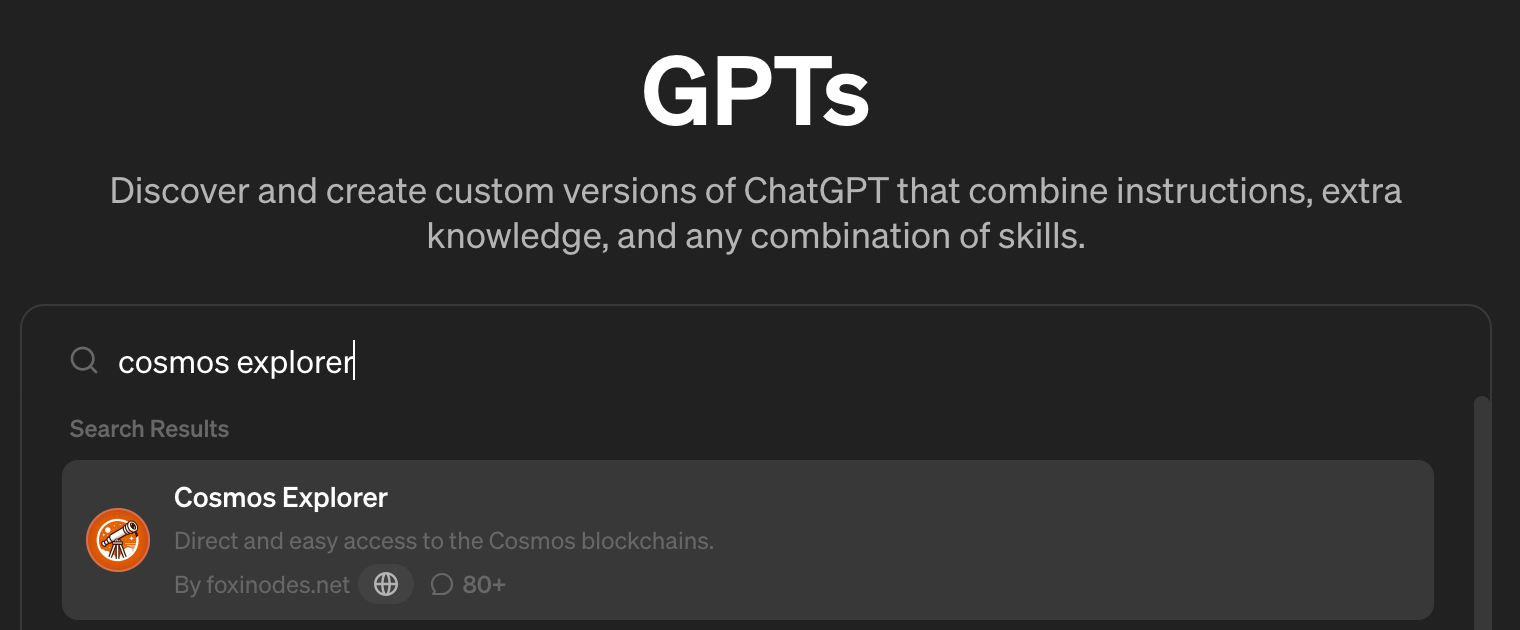 GPTs
Discover and create custom versions of ChatGPT that combine instructions, extra
knowledge, and any combination of skills.
cosmos explorer
Search Results
Cosmos Explorer
Direct and easy access to the Cosmos blockchains.
By foxinodes.net 80+